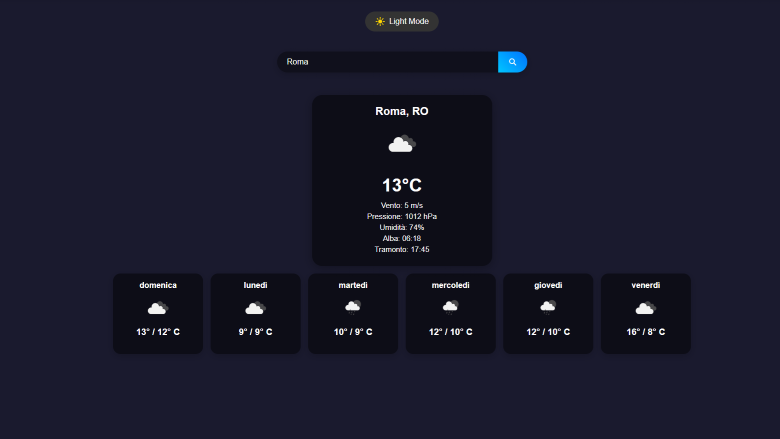 Light Mode
Roma
Roma, RO
13°C
Vento: 5 m/s
Pressione: 1012 hPa
Umidità: 74%
Alba: 06:18
Tramonto: 17:45
domenica
13° / 12° C
lunedì
9° / 9° C
martedì
10° / 9° C
mercoledì
12° / 10° C
giovedì
12° / 10° C
venerdì
16° / 8° C